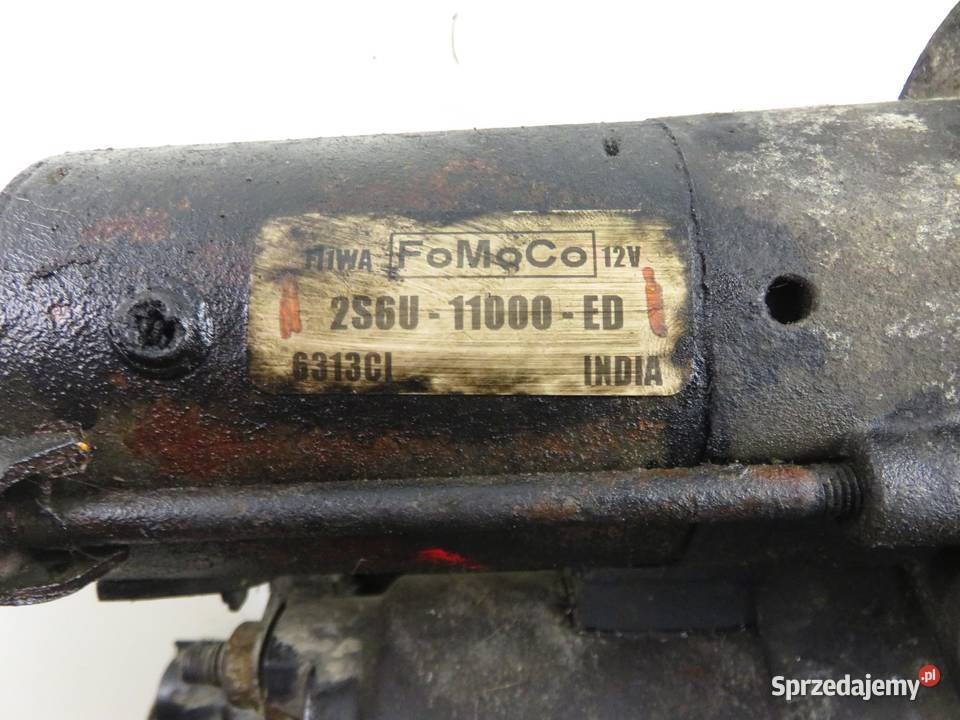 FoMoCo 12V
2S6U - 11000 - ED
6313CI INDIA
Sprzedajemy.pl